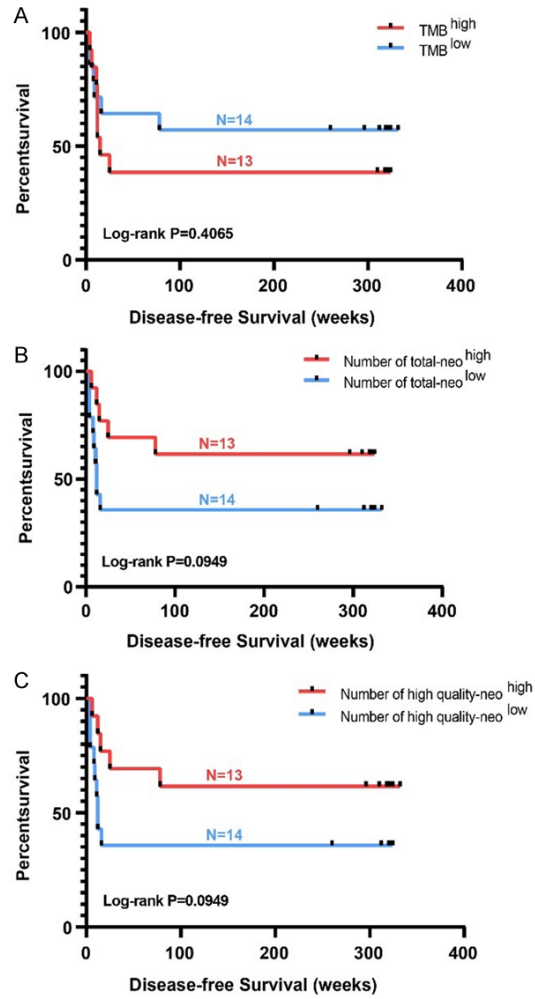 A
TMB high
TMB low
100
50
0
Percentsurvival
N=14
N=13
Log-rank P=0.4065
0 100 200 300 400
Disease-free Survival (weeks)
B
Number of total-neo high
Number of total-neo low
100
50
0
Percentsurvival
N=13
N=14
Log-rank P=0.0949
0 100 200 300 400
Disease-free Survival (weeks)
C
Number of high quality-neo high
Number of high quality-neo low
100
50
0
Percentsurvival
N=13
N=14
Log-rank P=0.0949
0 100 200 300 400
Disease-free Survival (weeks)